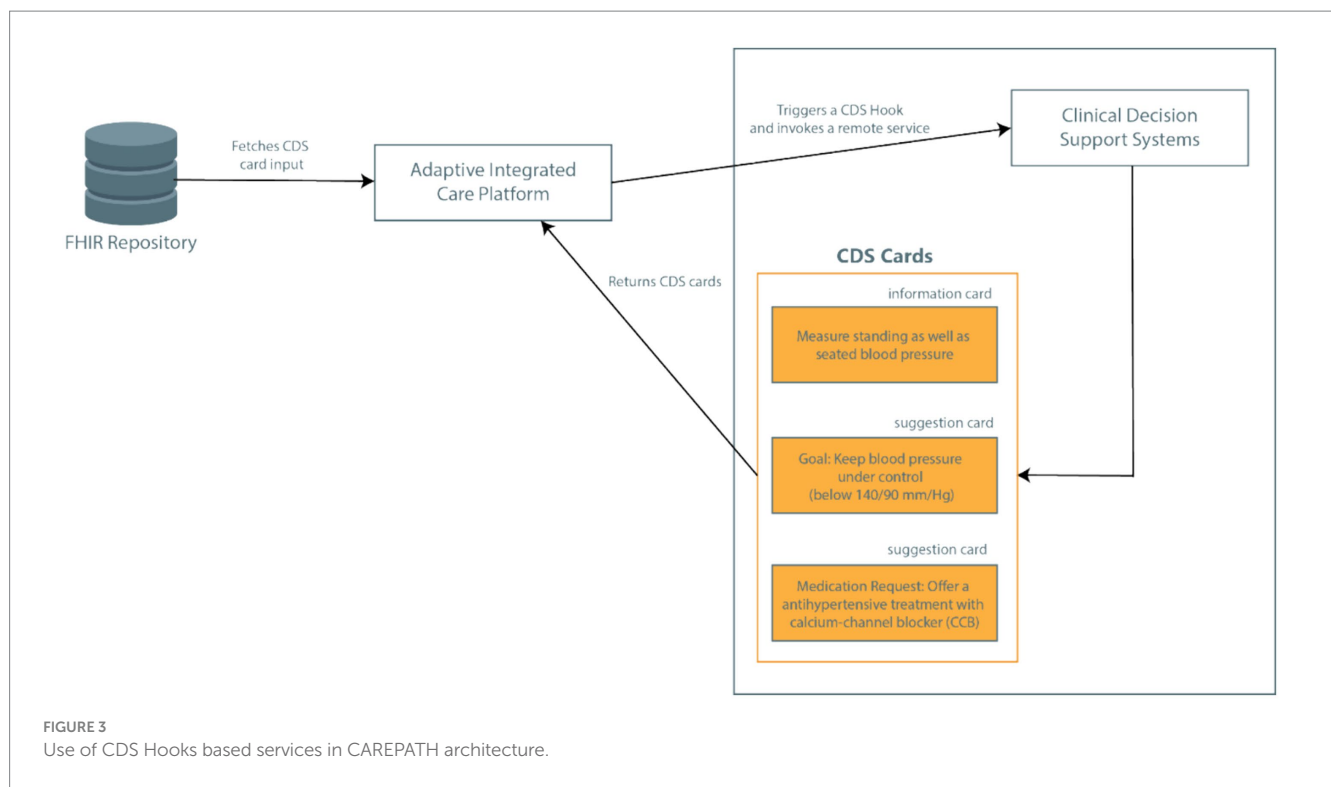 Fetches CDS
card input
FHIR Repository
Adaptive Integrated
Care Platform
Triggers a CDS Hook
and invokes a remote service
Clinical Decision
Support Systems
Returns CDS cards
CDS Cards
information card
Measure standing as well as
seated blood pressure
suggestion card
Goal: Keep blood pressure
under control
(below 140/90 mm/Hg)
suggestion card
Medication Request: Offer a
antihypertensive treatment with
calcium-channel blocker (CCB)
FIGURE 3
Use of CDS Hooks based services in CAREPATH architecture.